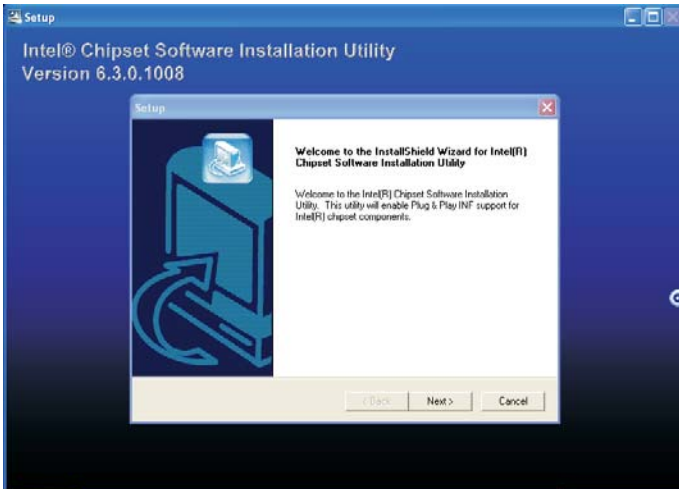 Setup
Intel® Chipset Software Installation Utility
Version 6.3.0.1008
Setup
Welcome to the InstallShield Wizard for Intel(R)
Chipset Software Installation Utility
Welcome to the Intel(R) Chipset Software Installation
Utility. This utility will enable Plug & Play INF support for
Intel(R) chipset components.
< Back
Next >
Cancel